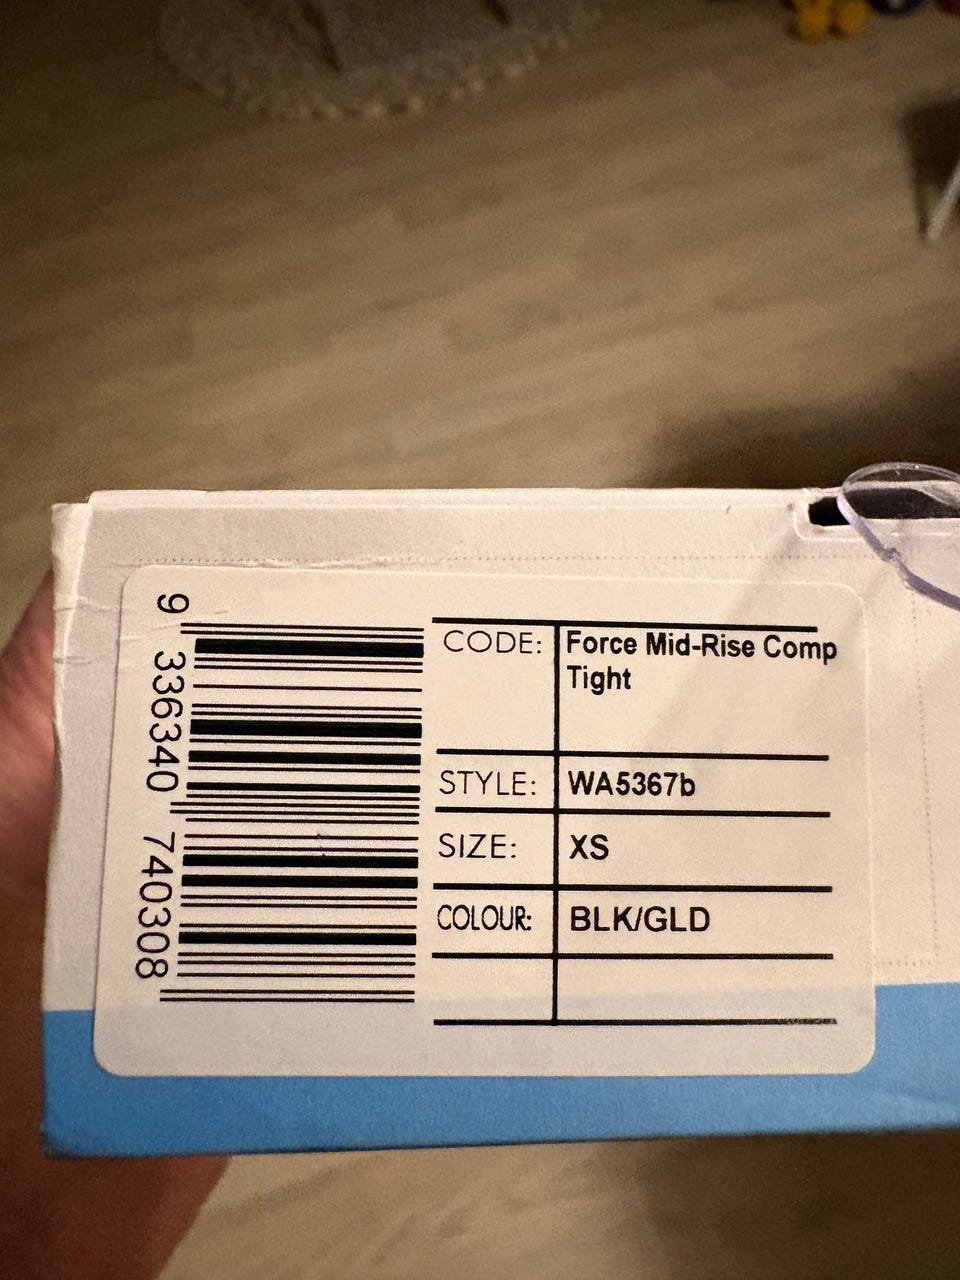 9 336340 740308
CODE: Force Mid-Rise Comp
Tight
STYLE: WA5367b
SIZE: XS
COLOUR: BLK/GLD